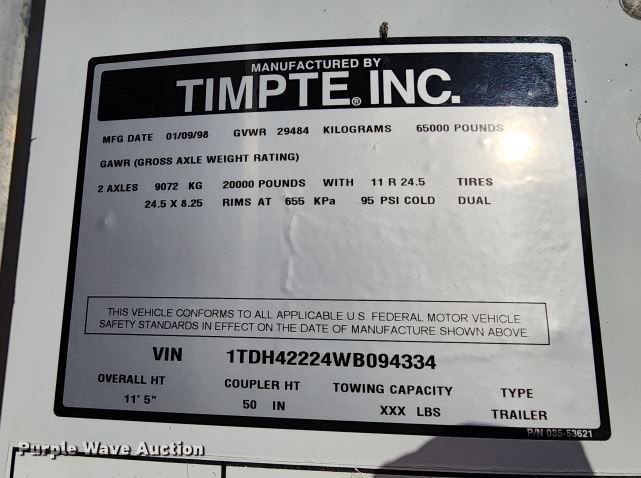 MANUFACTURED BY
TIMPTE® INC.
MFG DATE 01/09/98 GVWR 29484 KILOGRAMS 65000 POUNDS
GAWR (GROSS AXLE WEIGHT RATING)
2 AXLES 9072 KG 20000 POUNDS WITH 11 R 24.5 TIRES
24.5 X 8.25 RIMS AT 655 KPa 95 PSI COLD DUAL
THIS VEHICLE CONFORMS TO ALL APPLICABLE U.S. FEDERAL MOTOR VEHICLE
SAFETY STANDARDS IN EFFECT ON THE DATE OF MANUFACTURE SHOWN ABOVE.
VIN 1TDH42224WB094334
OVERALL HT COUPLER HT TOWING CAPACITY TYPE
11' 5" 50 IN XXX LBS TRAILER
P/N 035-53621
Purple Wave Auction